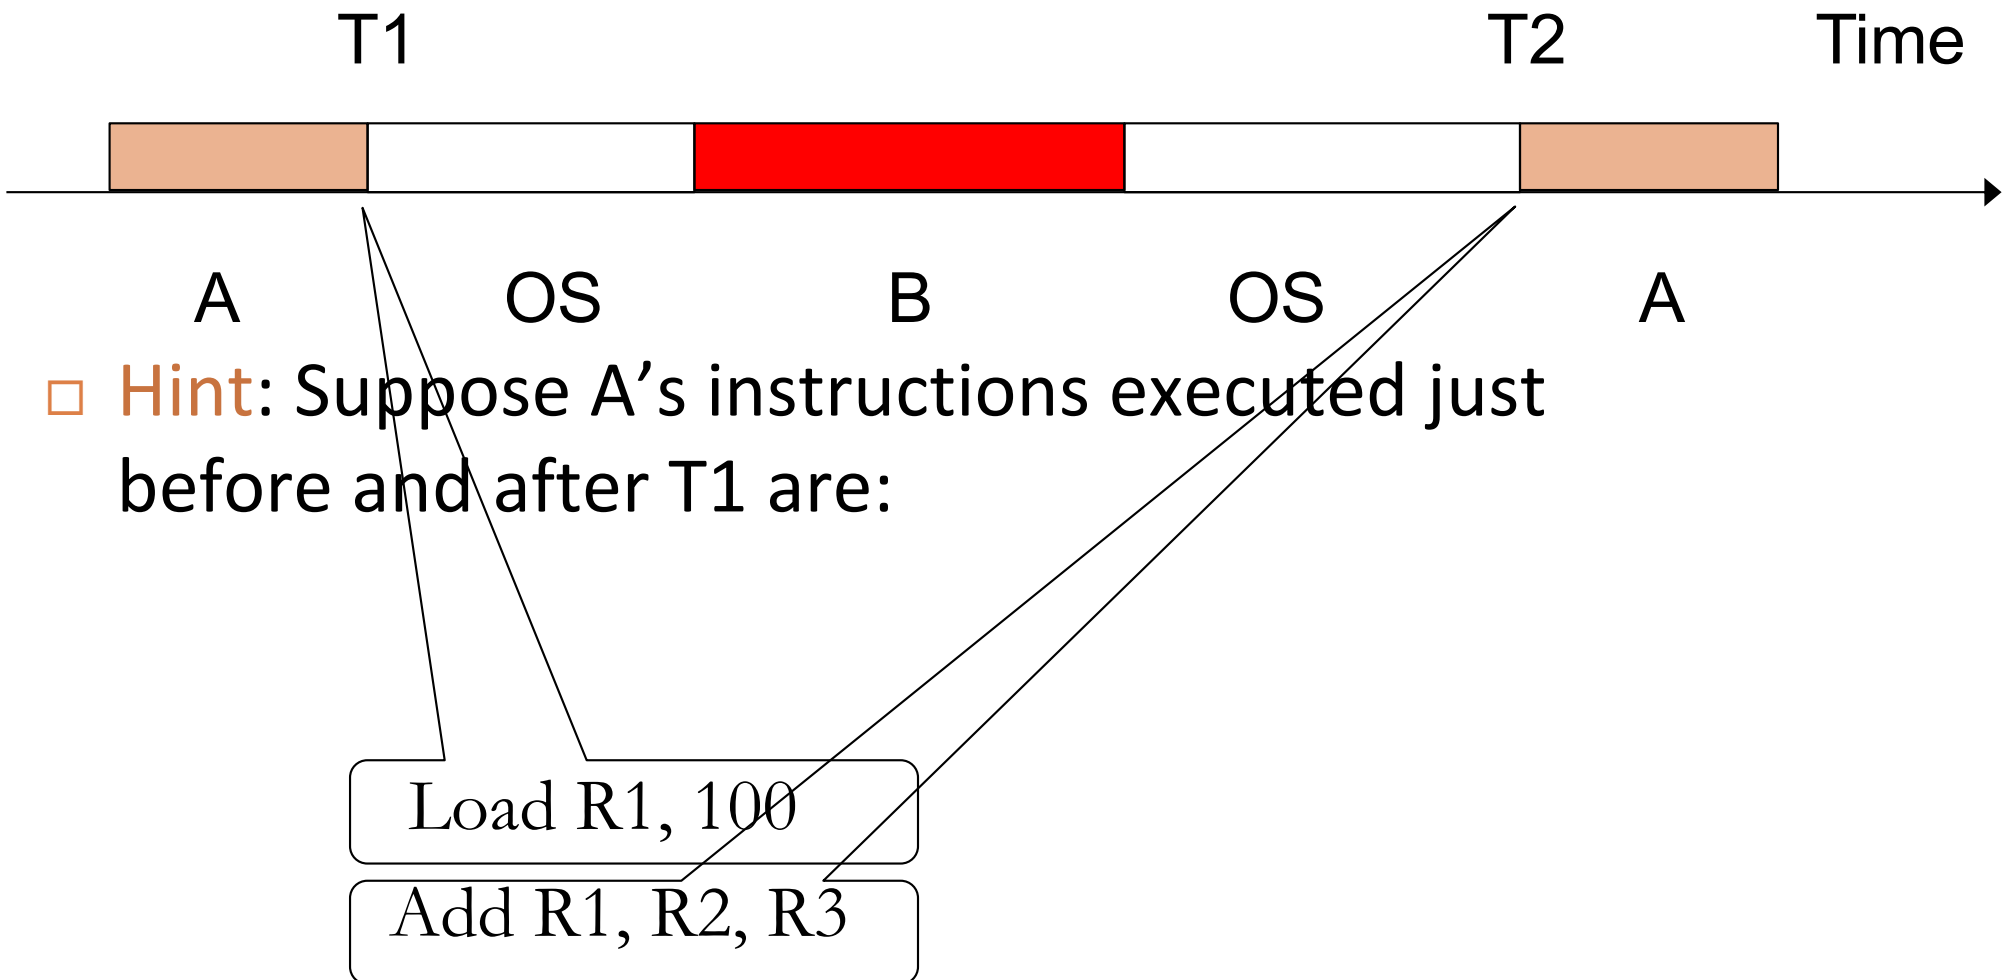 T1 T2 Time
A OS B OS A
Hint: Suppose A’s instructions executed just
before and after T1 are:
Load R1, 100
Add R1, R2, R3